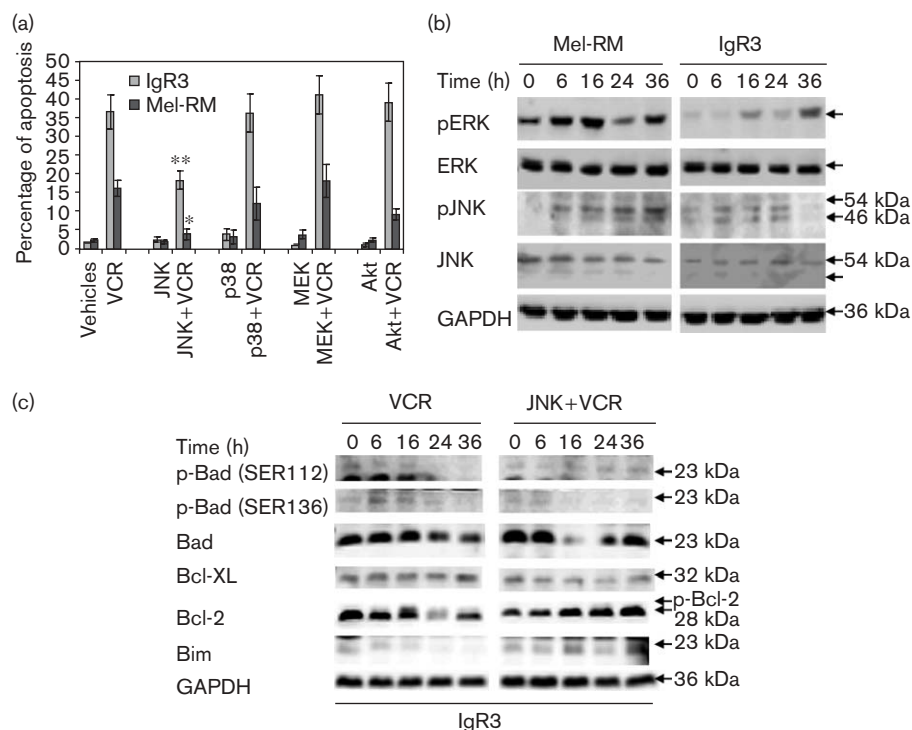 (a)
Percentage of apoptosis
50
45
40
35
30
25
20
15
10
5
0
IgR3
Mel-RM
**
*
Vehicles
VCR
JNK
JNK+VCR
p38
p38+VCR
MEK
MEK+VCR
Akt
Akt+VCR
(b)
Mel-RM IgR3
Time (h) 0 6 16 24 36 0 6 16 24 36
pERK
ERK
pJNK 54 kDa
46 kDa
JNK 54 kDa
GAPDH 36 kDa
(c)
VCR JNK+VCR
Time (h) 0 6 16 24 36 0 6 16 24 36
p-Bad (SER112) 23 kDa
p-Bad (SER136) 23 kDa
Bad 23 kDa
Bcl-XL 32 kDa
p-Bcl-2
Bcl-2 28 kDa
Bim 23 kDa
GAPDH 36 kDa
IgR3